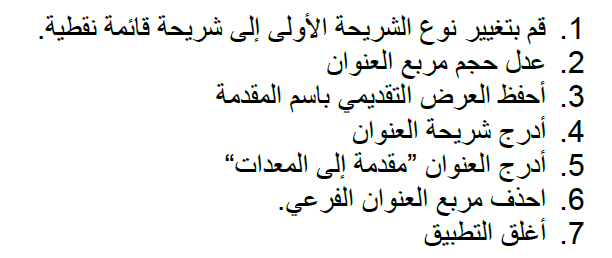 1. قم بتغيير نوع الشريحة الأولى إلى شريحة قائمة نقطية.
2. عدل حجم مربع العنوان
3. أحفظ العرض التقديمي باسم المقدمة
4. أدرج شريحة العنوان
5. أدرج العنوان ”مقدمة إلى المعدات“
6. احذف مربع العنوان الفرعي.
7. أغلق التطبيق